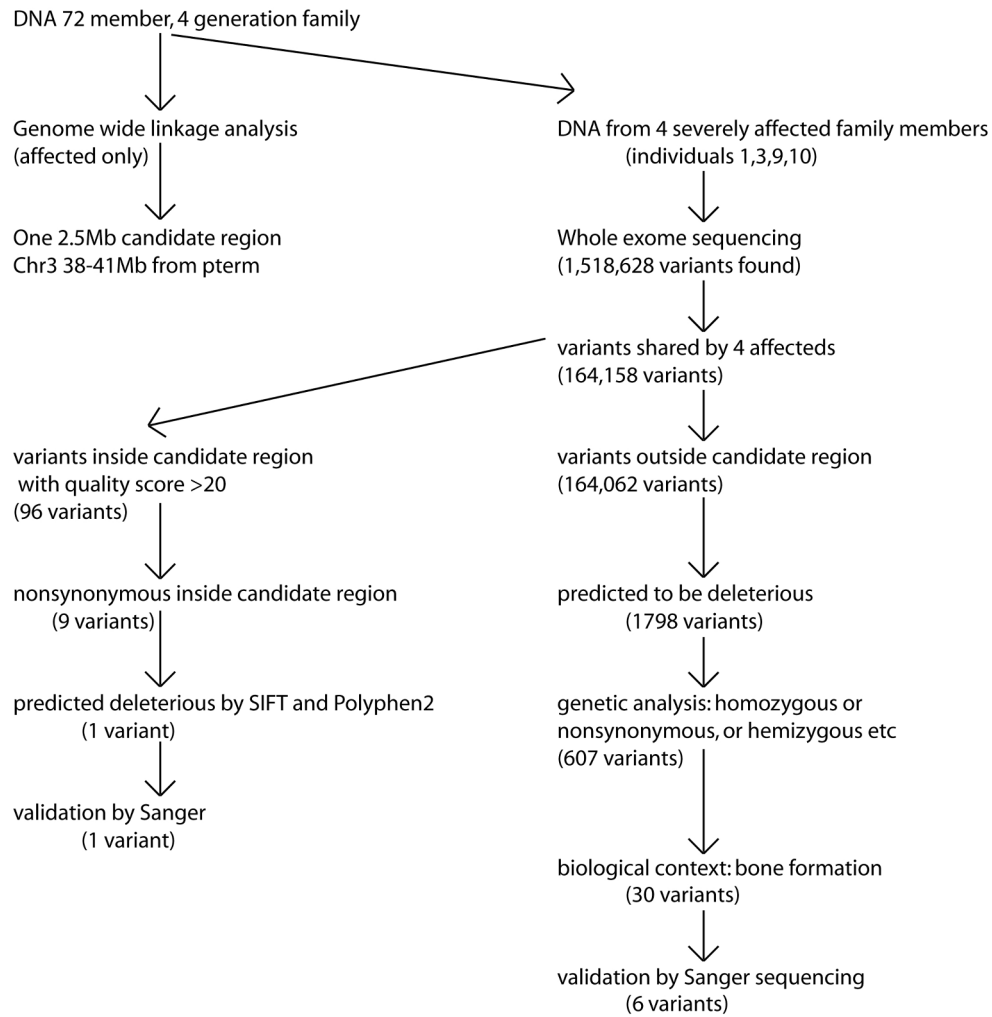 DNA 72 member, 4 generation family
Genome wide linkage analysis
(affected only)
One 2.5Mb candidate region
Chr3 38-41Mb from pterm
DNA from 4 severely affected family members
(individuals 1,3,9,10)
Whole exome sequencing
(1,518,628 variants found)
variants shared by 4 affecteds
(164,158 variants)
variants inside candidate region
with quality score >20
(96 variants)
nonsynonymous inside candidate region
(9 variants)
predicted deleterious by SIFT and Polyphen2
(1 variant)
validation by Sanger
(1 variant)
variants outside candidate region
(164,062 variants)
predicted to be deleterious
(1798 variants)
genetic analysis: homozygous or
nonsynonymous, or hemizygous etc
(607 variants)
biological context: bone formation
(30 variants)
validation by Sanger sequencing
(6 variants)